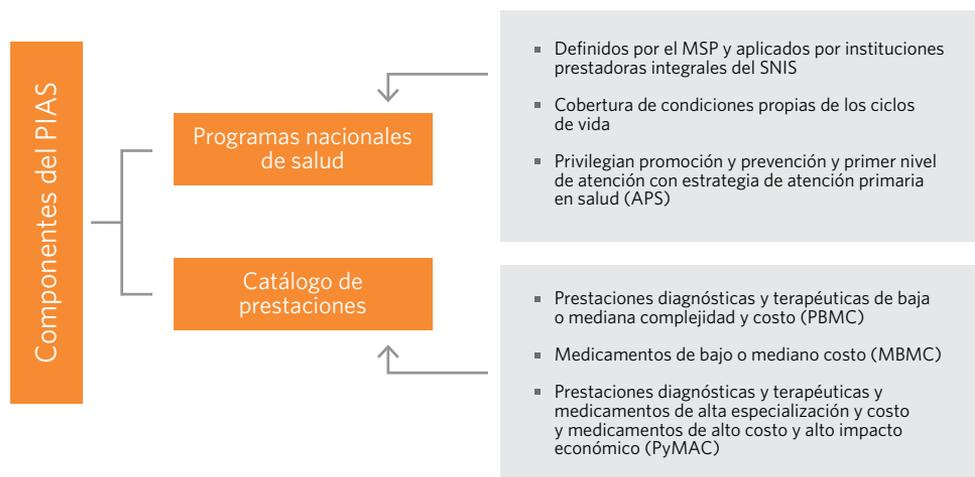 Componentes del PIAS
Programas nacionales
de salud
▪ Definidos por el MSP y aplicados por instituciones
prestadoras integrales del SNIS
▪ Cobertura de condiciones propias de los ciclos
de vida
▪ Privilegian promoción y prevención y primer nivel
de atención con estrategia de atención primaria
en salud (APS)
Catálogo de
prestaciones
▪ Prestaciones diagnósticas y terapéuticas de baja
o mediana complejidad y costo (PBMC)
▪ Medicamentos de bajo o mediano costo (MBMC)
▪ Prestaciones diagnósticas y terapéuticas y
medicamentos de alta especialización y costo
y medicamentos de alto costo y alto impacto
económico (PyMAC)